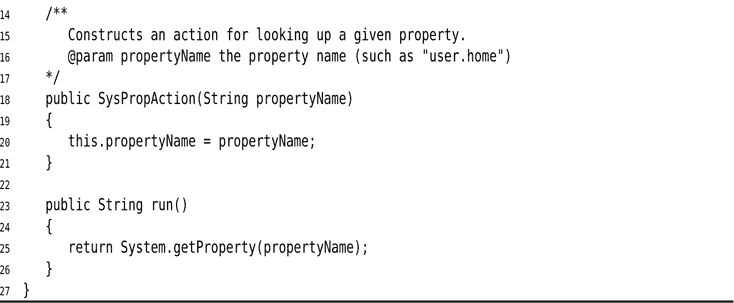 14    /**
15       Constructs an action for looking up a given property.
16       @param propertyName the property name (such as "user.home")
17    */
18    public SysPropAction(String propertyName)
19    {
20       this.propertyName = propertyName;
21    }
22
23    public String run()
24    {
25       return System.getProperty(propertyName);
26    }
27 }